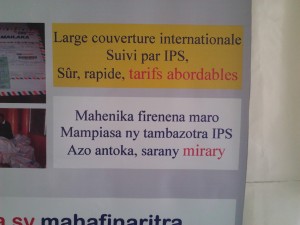 Large couverture internationale
Suivi par IPS,
Sûr, rapide, tarifs abordables
Mahenika firenena maro
Mampiasa ny tambazotra IPS
Azo antoka, sarany mirary
a sy mahafinaritra